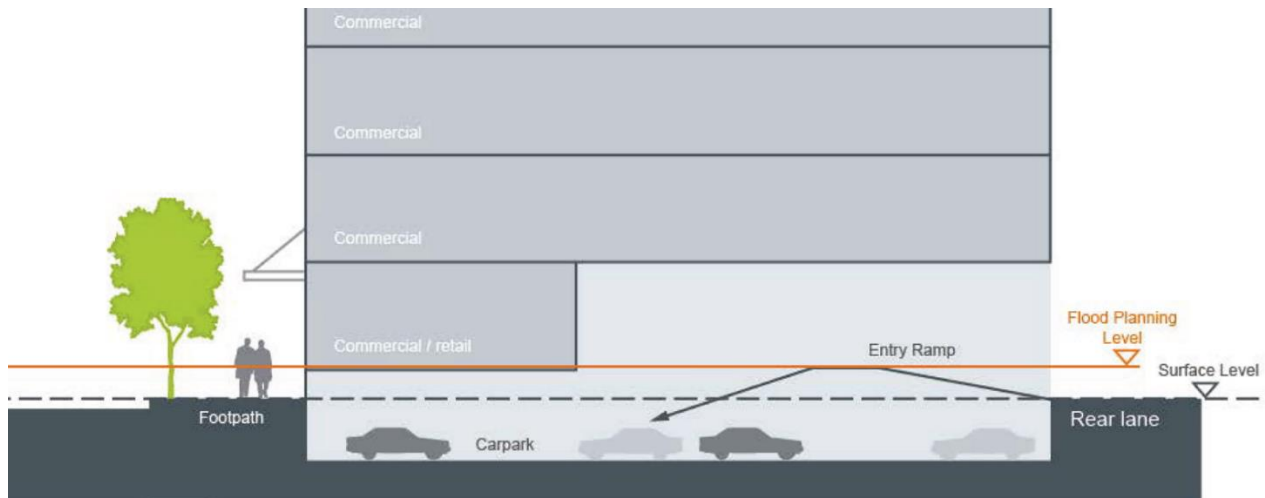 Commercial
Commercial
Commercial
Commercial / retail
Flood Planning
Level
Entry Ramp
Surface Level
Footpath
Rear lane
Carpark